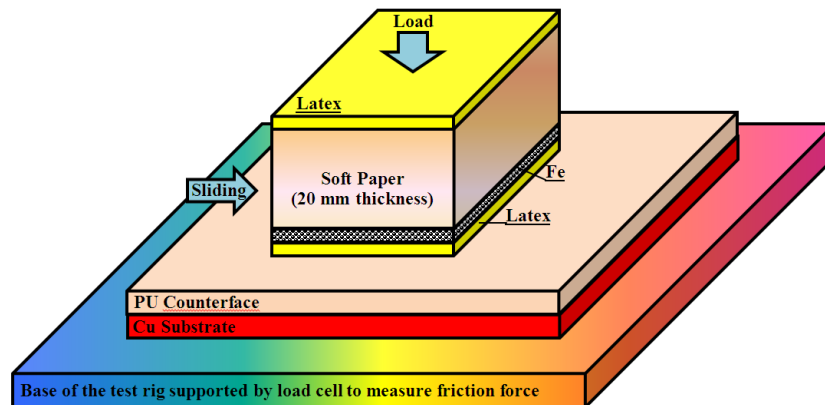 Load
Latex
Soft Paper
(20 mm thickness)
Sliding
Fe
Latex
PU Counterface
Cu Substrate
Base of the test rig supported by load cell to measure friction force